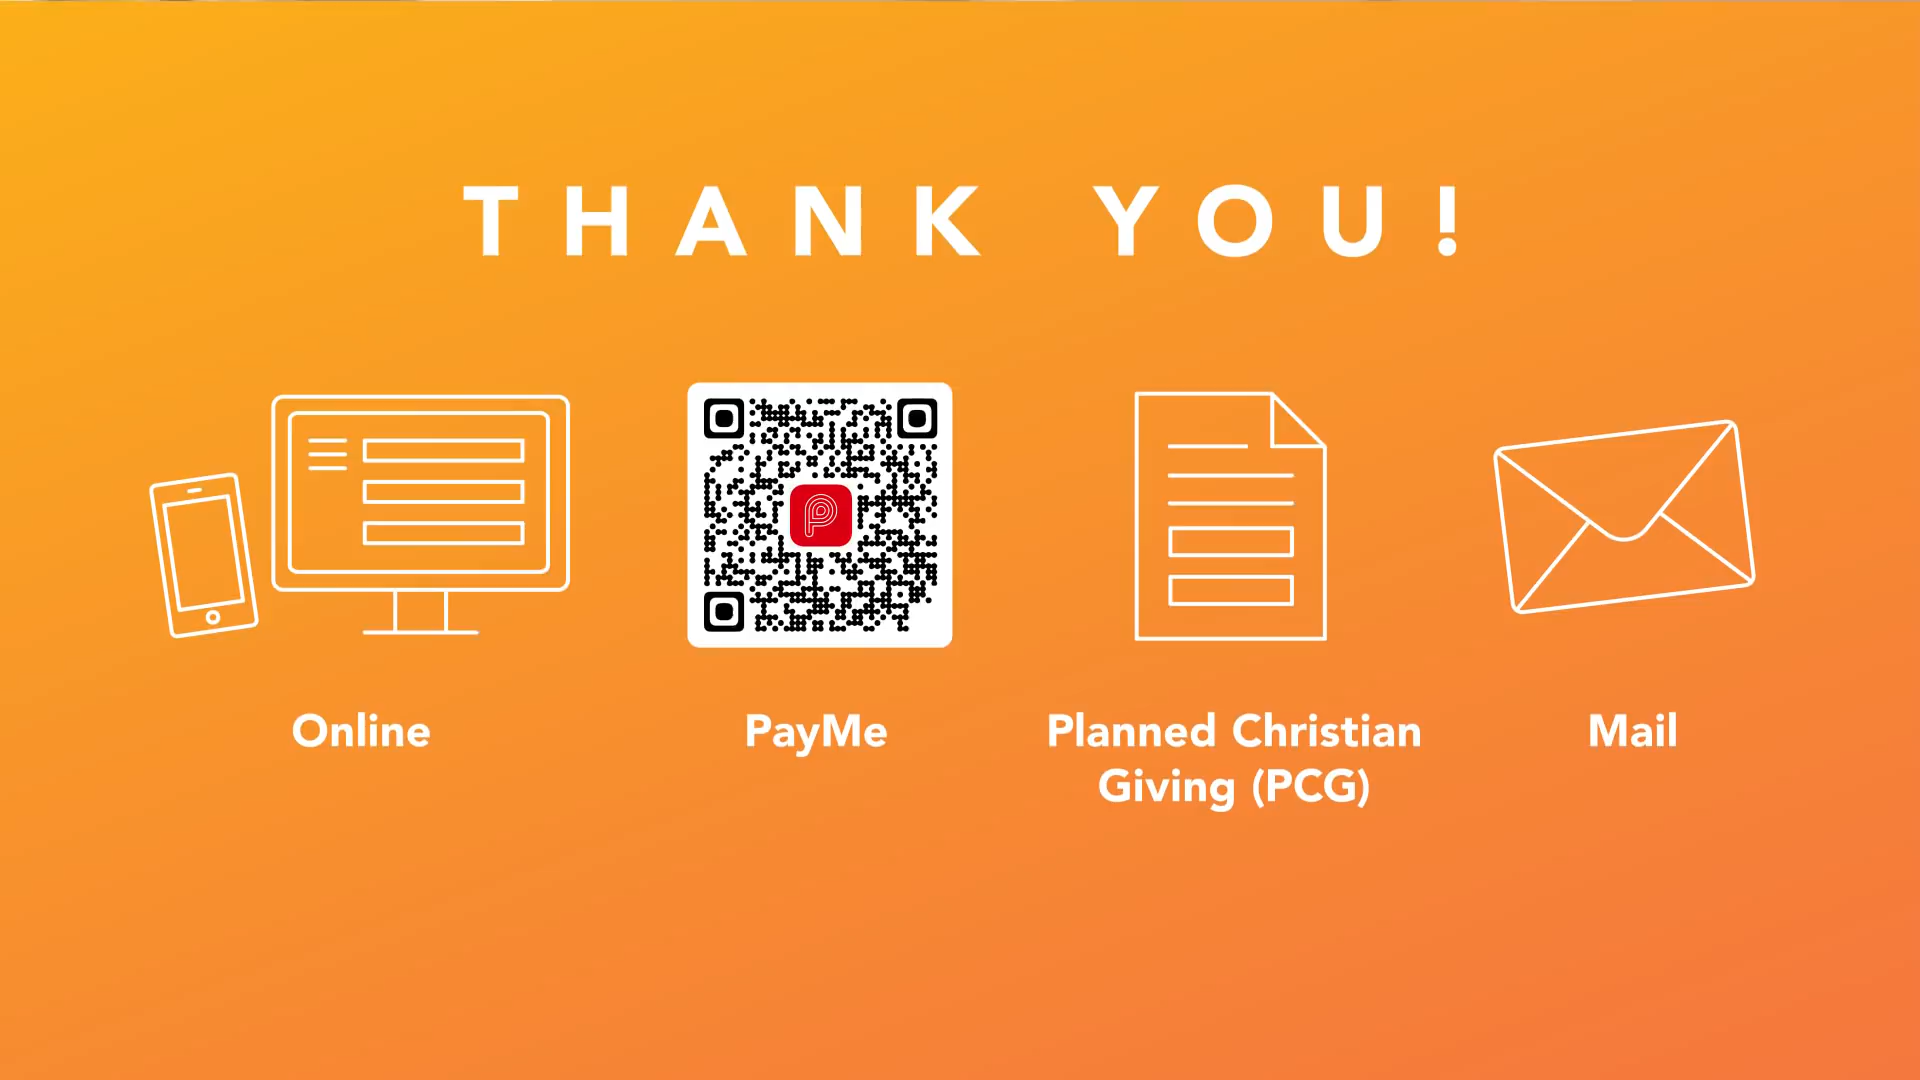 THANK YOU!
Online
PayMe
Planned Christian
Giving (PCG)
Mail